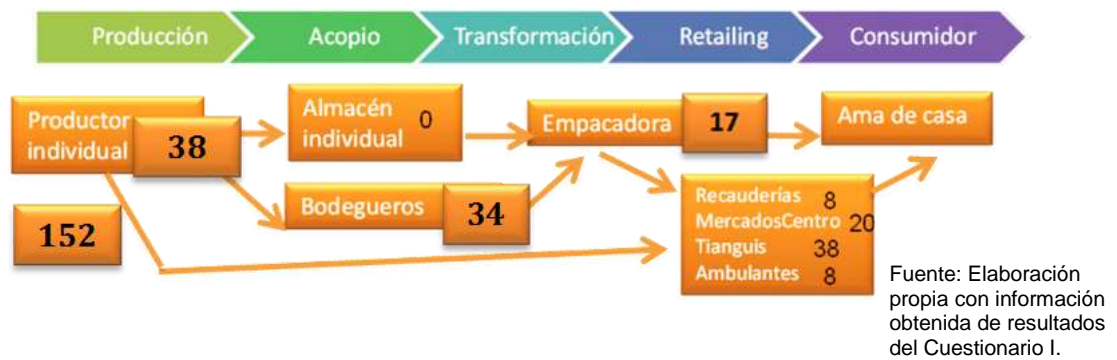 Producción
Acopio
Transformación
Retailing
Consumidor
Productor
individual
38
152
Almacén
individual
0
Bodegueros
34
Empacadora
17
Ama de casa
Recauderías 8
MercadosCentro 20
Tianguis 38
Ambulantes 8
Fuente: Elaboración
propia con información
obtenida de resultados
del Cuestionario I.